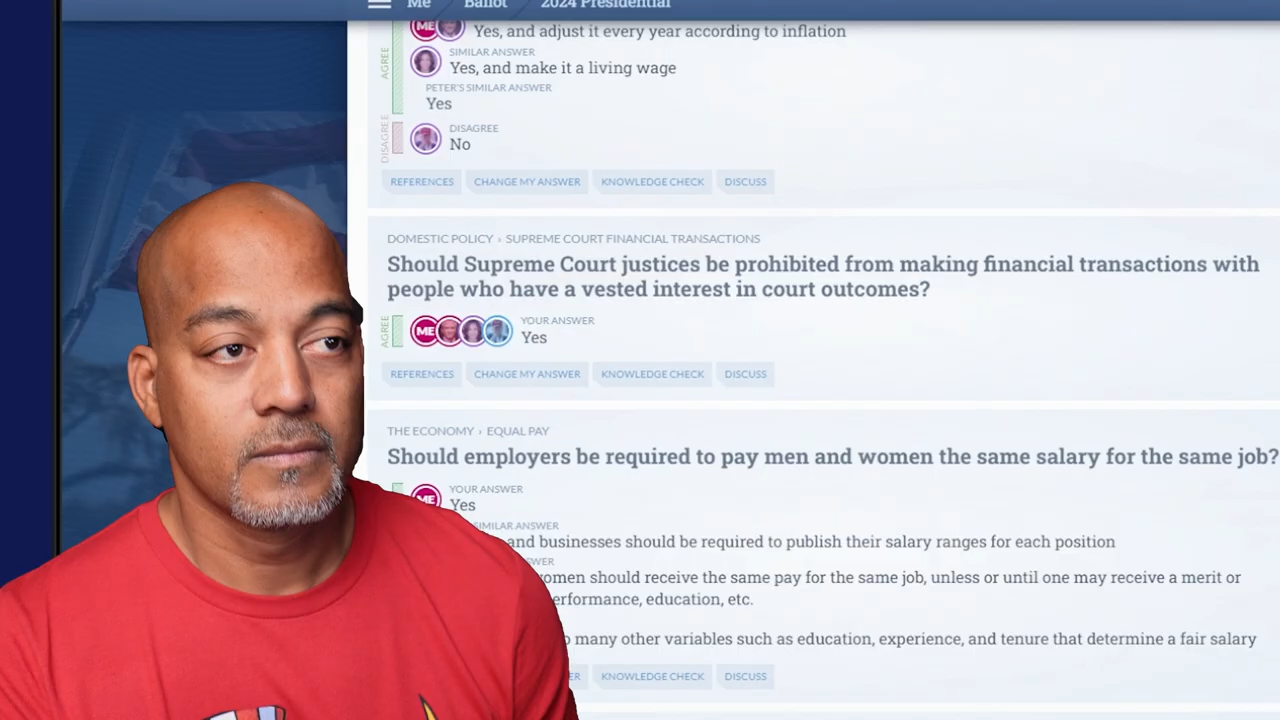 Me Ballot 2024 Presidential
ME Yes, and adjust it every year according to inflation
SIMILAR ANSWER
Yes, and make it a living wage
PETER'S SIMILAR ANSWER
Yes
DISAGREE
No
AGREE
DISAGREE
REFERENCES CHANGE MY ANSWER KNOWLEDGE CHECK DISCUSS
DOMESTIC POLICY › SUPREME COURT FINANCIAL TRANSACTIONS
Should Supreme Court justices be prohibited from making financial transactions with
people who have a vested interest in court outcomes?
AGREE
ME YOUR ANSWER
Yes
REFERENCES CHANGE MY ANSWER KNOWLEDGE CHECK DISCUSS
THE ECONOMY › EQUAL PAY
Should employers be required to pay men and women the same salary for the same job?
ME YOUR ANSWER
Yes
SIMILAR ANSWER
and businesses should be required to publish their salary ranges for each position
women should receive the same pay for the same job, unless or until one may receive a merit or
performance, education, etc.
many other variables such as education, experience, and tenure that determine a fair salary
KNOWLEDGE CHECK DISCUSS